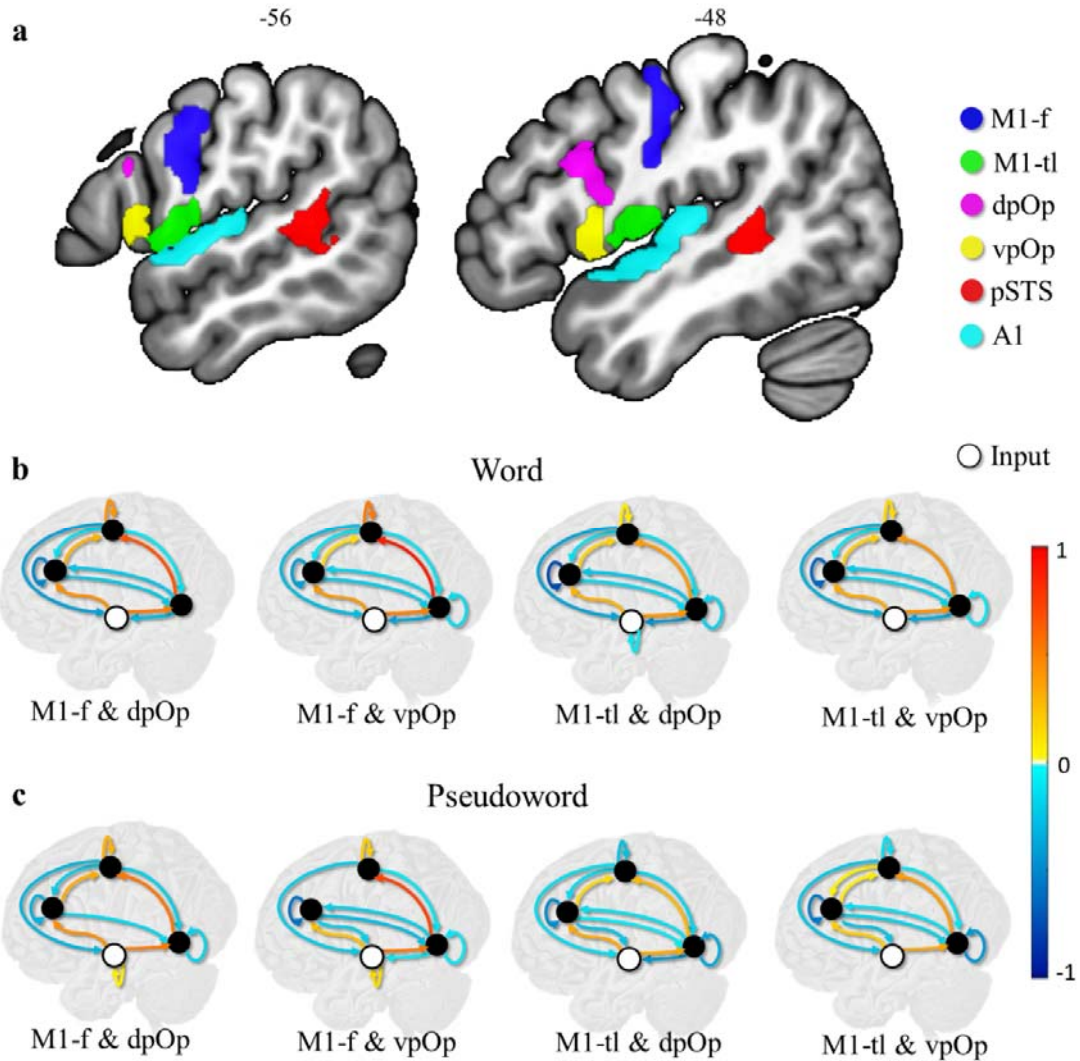 a
-56
-48
M1-f
M1-tl
dpOp
vpOp
pSTS
A1
b
Word
Input
M1-f & dpOp
M1-f & vpOp
M1-tl & dpOp
M1-tl & vpOp
1
0
-1
c
Pseudoword
M1-f & dpOp
M1-f & vpOp
M1-tl & dpOp
M1-tl & vpOp